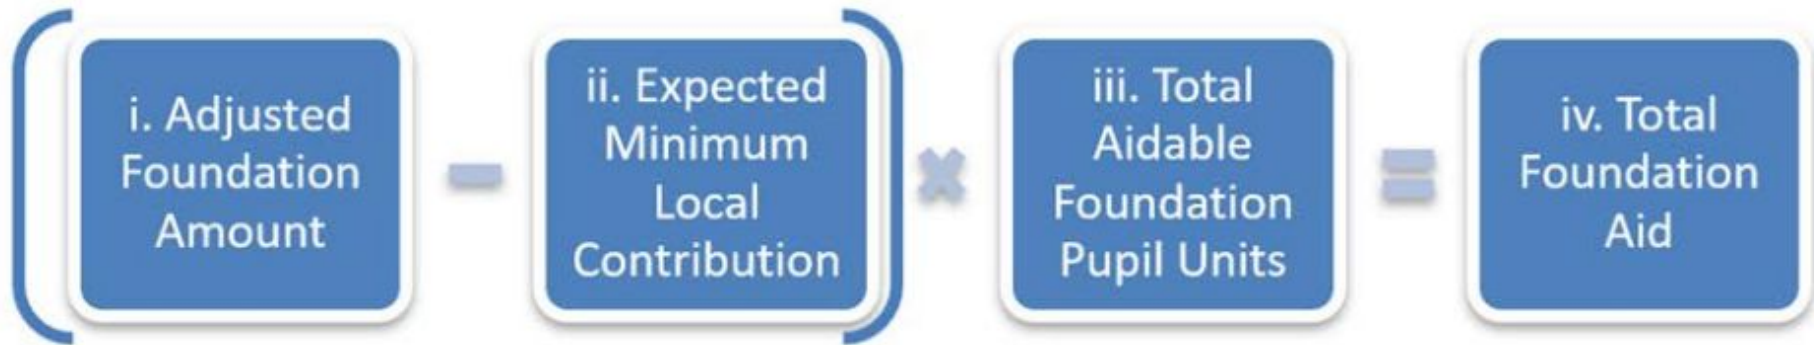 i. Adjusted
Foundation
Amount
ii. Expected
Minimum
Local
Contribution
iii. Total
Aidable
Foundation
Pupil Units
iv. Total
Foundation
Aid